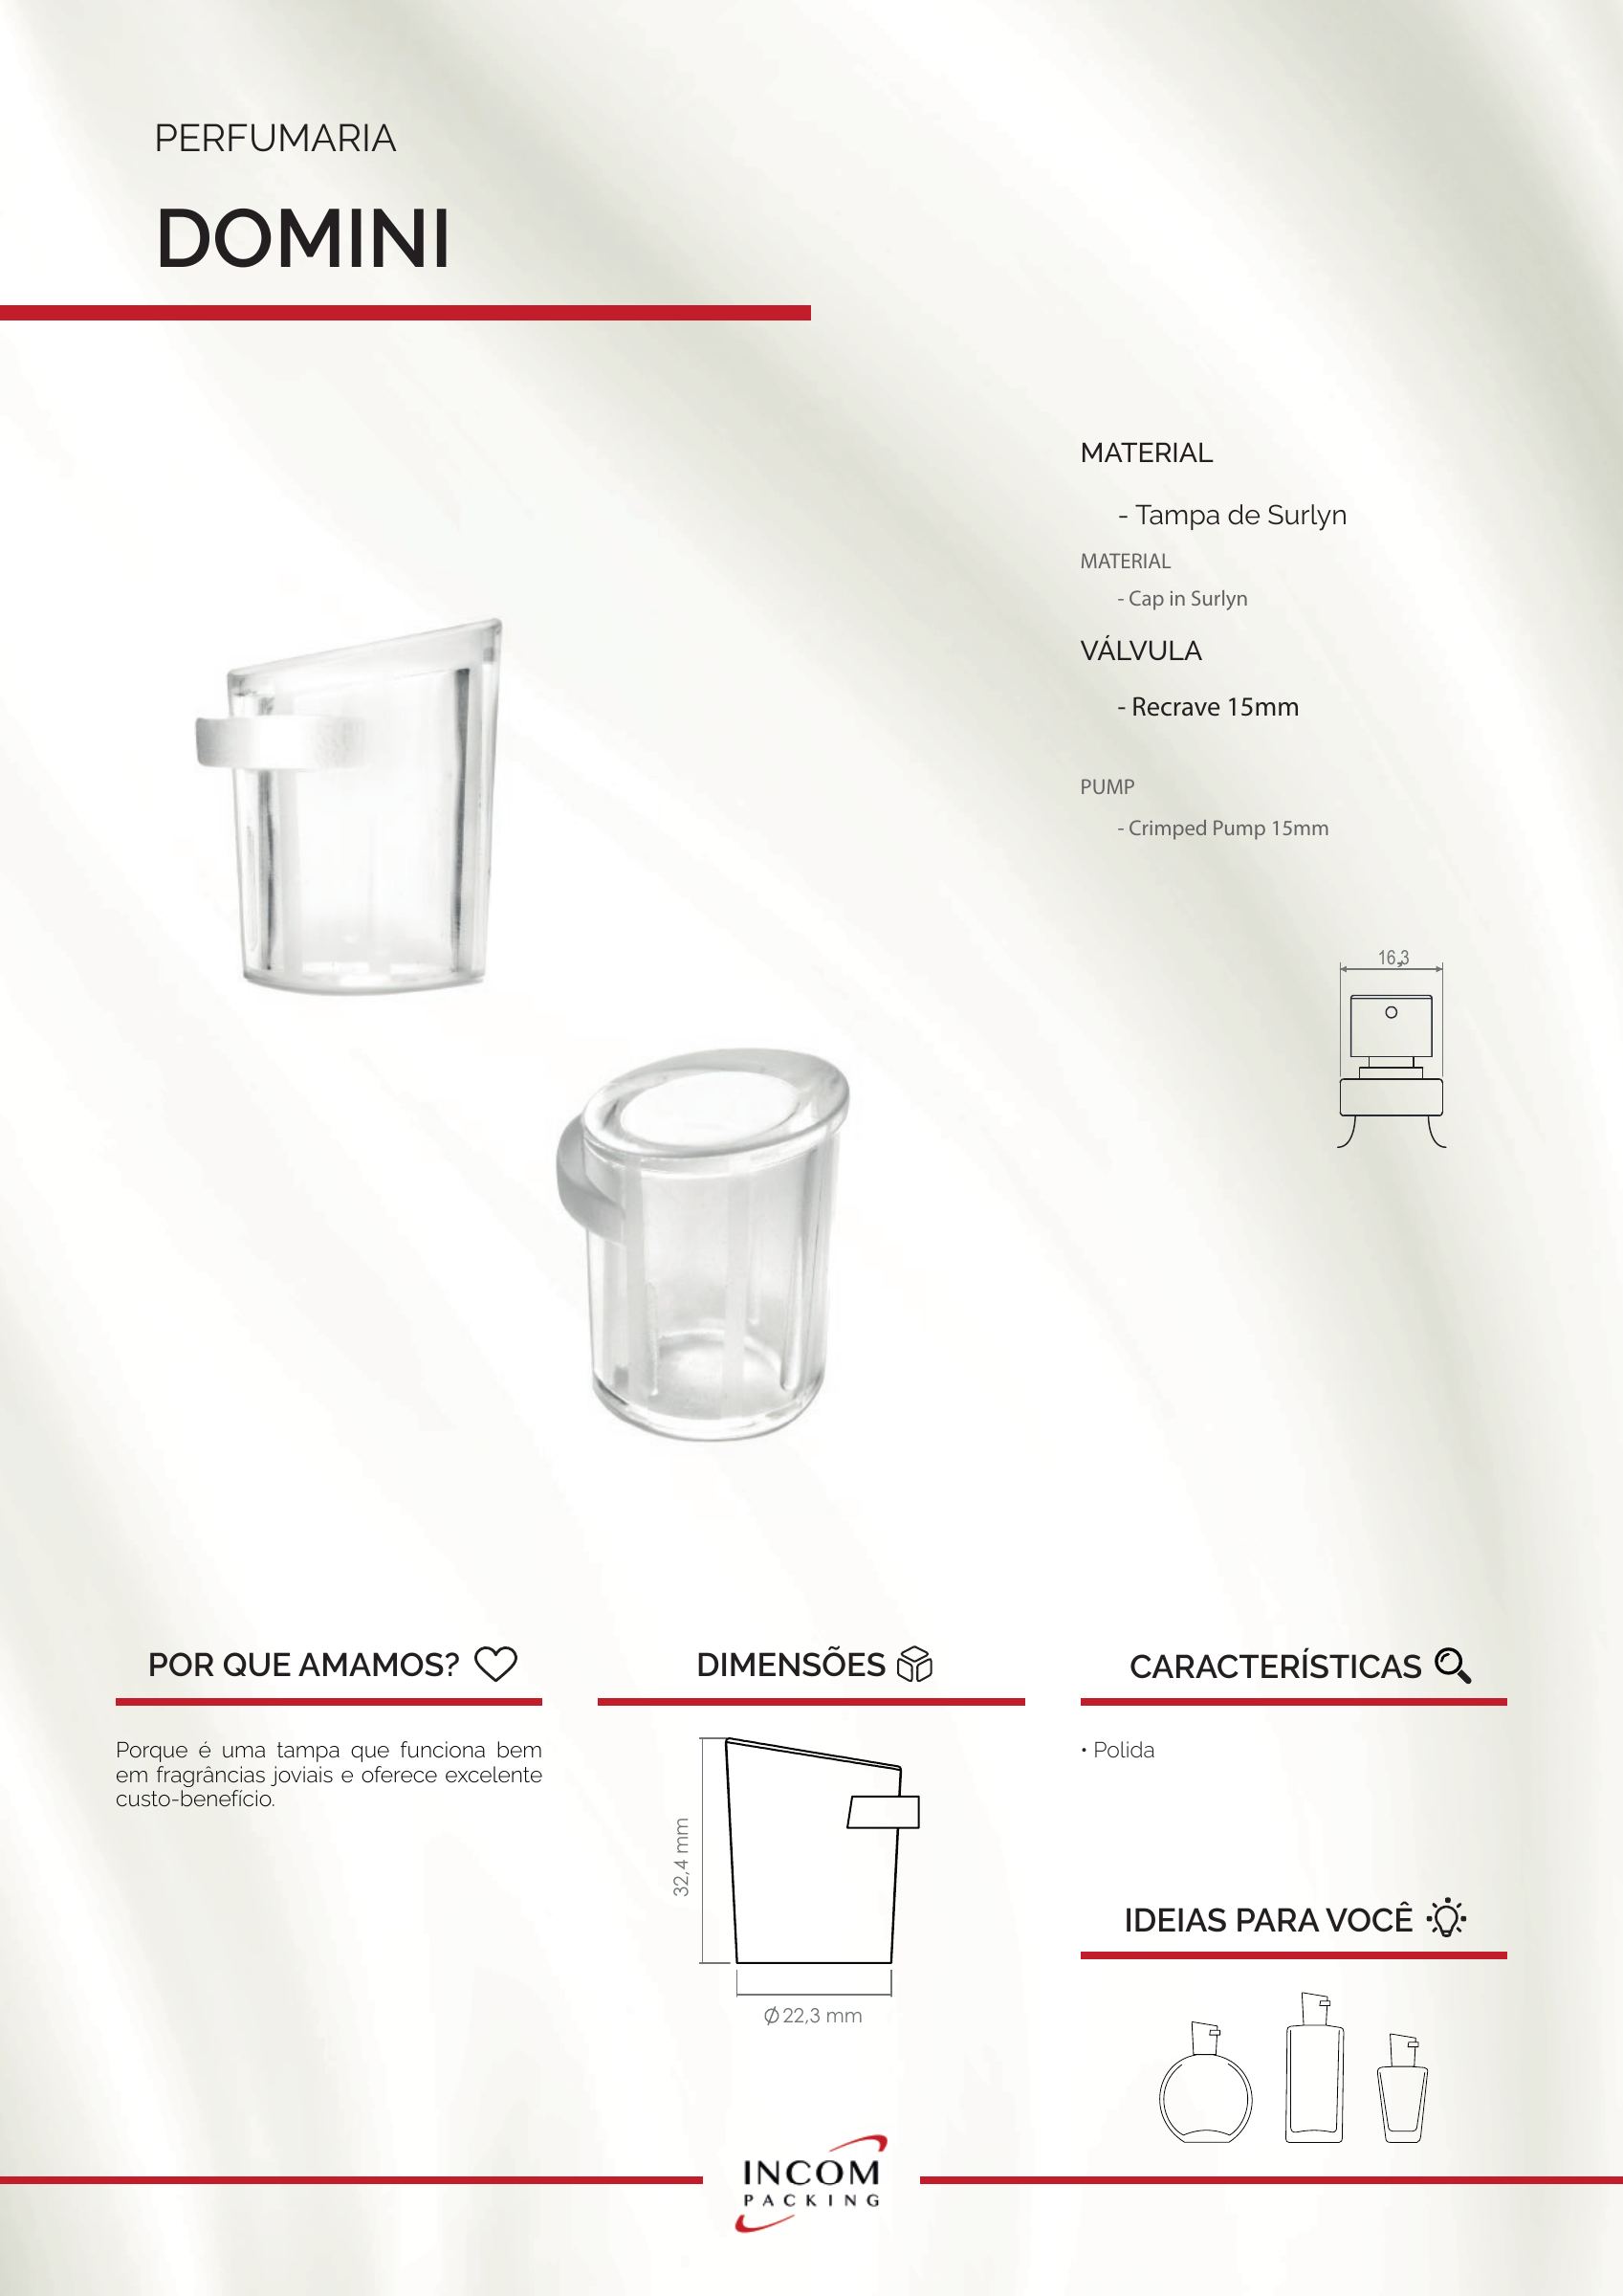 PERFUMARIA
DOMINI
MATERIAL
- Tampa de Surlyn
MATERIAL
- Cap in Surlyn
VÁLVULA
- Recrave 15mm
PUMP
- Crimped Pump 15mm
16,3
POR QUE AMAMOS?
Porque é uma tampa que funciona bem
em fragrâncias joviais e oferece excelente
custo-benefício.
DIMENSÕES
32,4 mm
Ø 22,3 mm
CARACTERÍSTICAS
• Polida
IDEIAS PARA VOCÊ
INCOM
PACKING